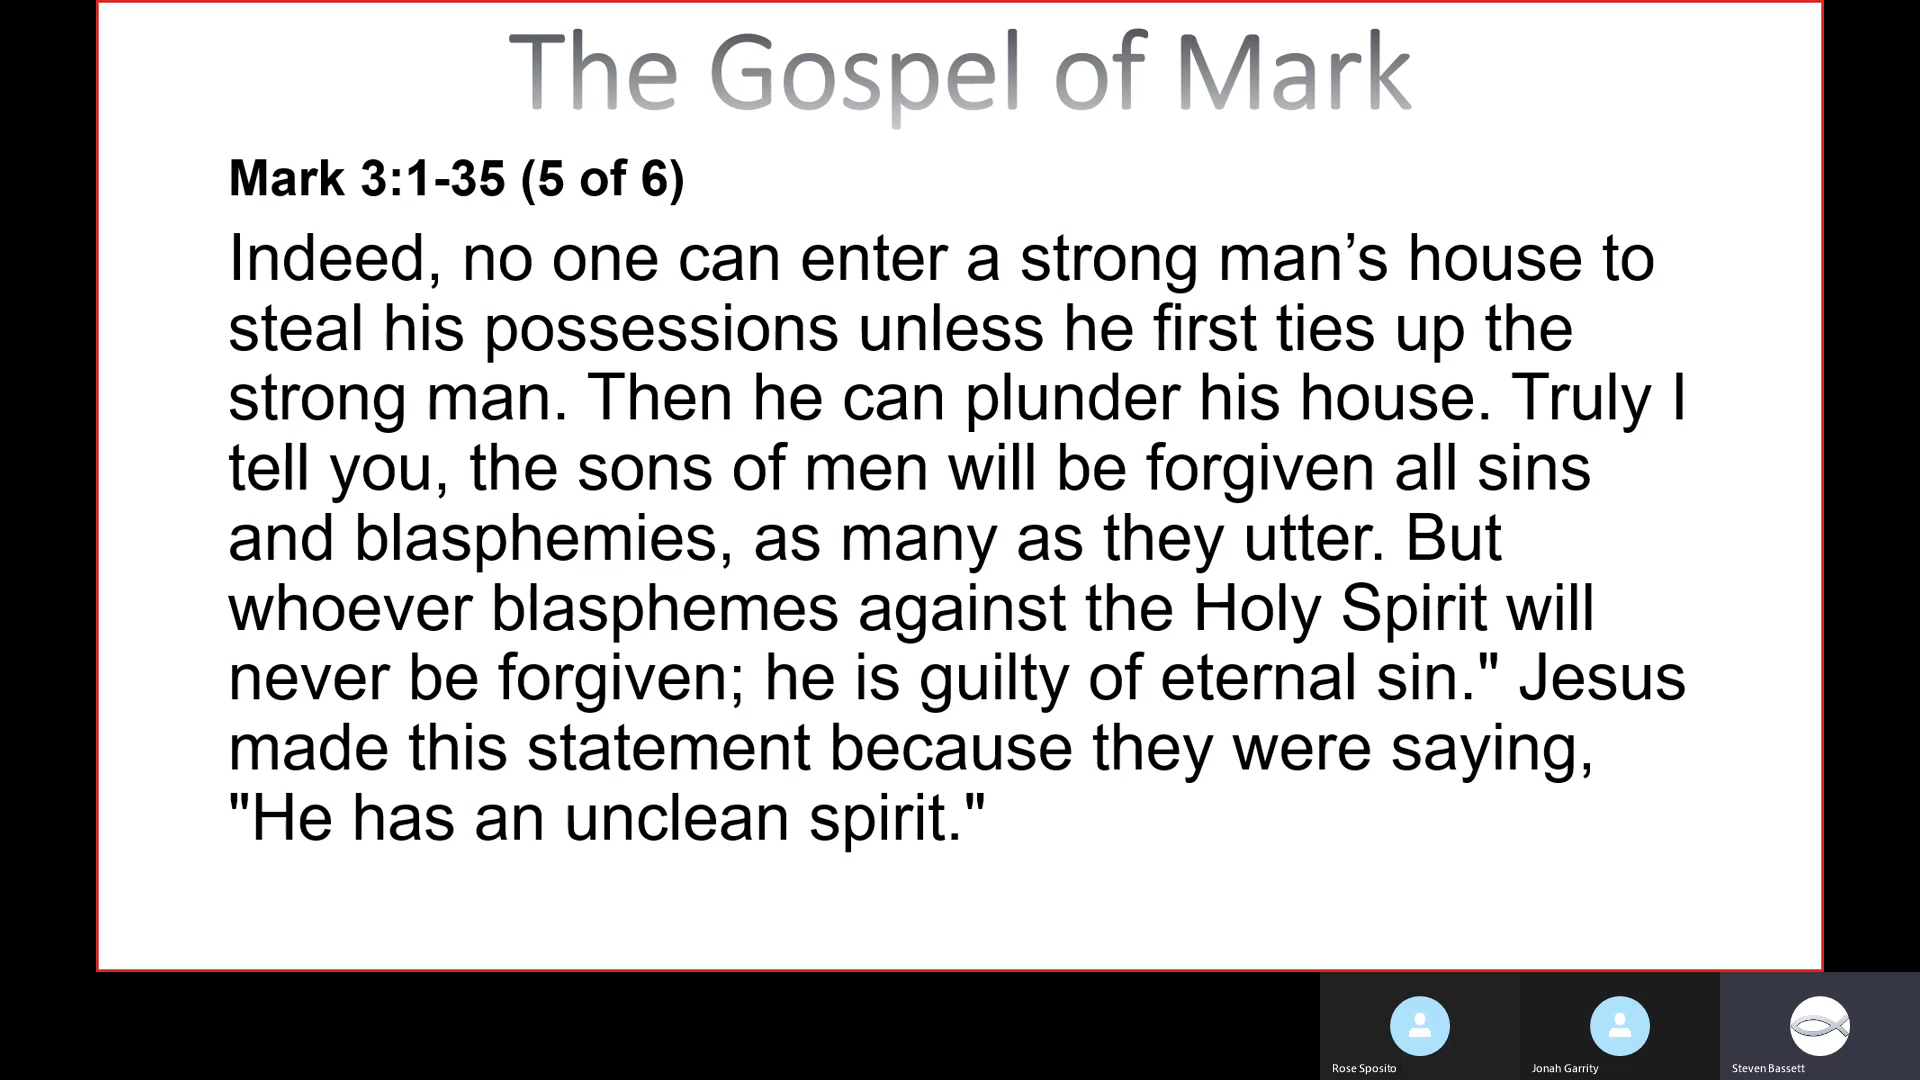 The Gospel of Mark
Mark 3:1-35 (5 of 6)
Indeed, no one can enter a strong man’s house to
steal his possessions unless he first ties up the
strong man. Then he can plunder his house. Truly I
tell you, the sons of men will be forgiven all sins
and blasphemies, as many as they utter. But
whoever blasphemes against the Holy Spirit will
never be forgiven; he is guilty of eternal sin." Jesus
made this statement because they were saying,
"He has an unclean spirit."
Rose Sposito
Jonah Garrity
Steven Bassett